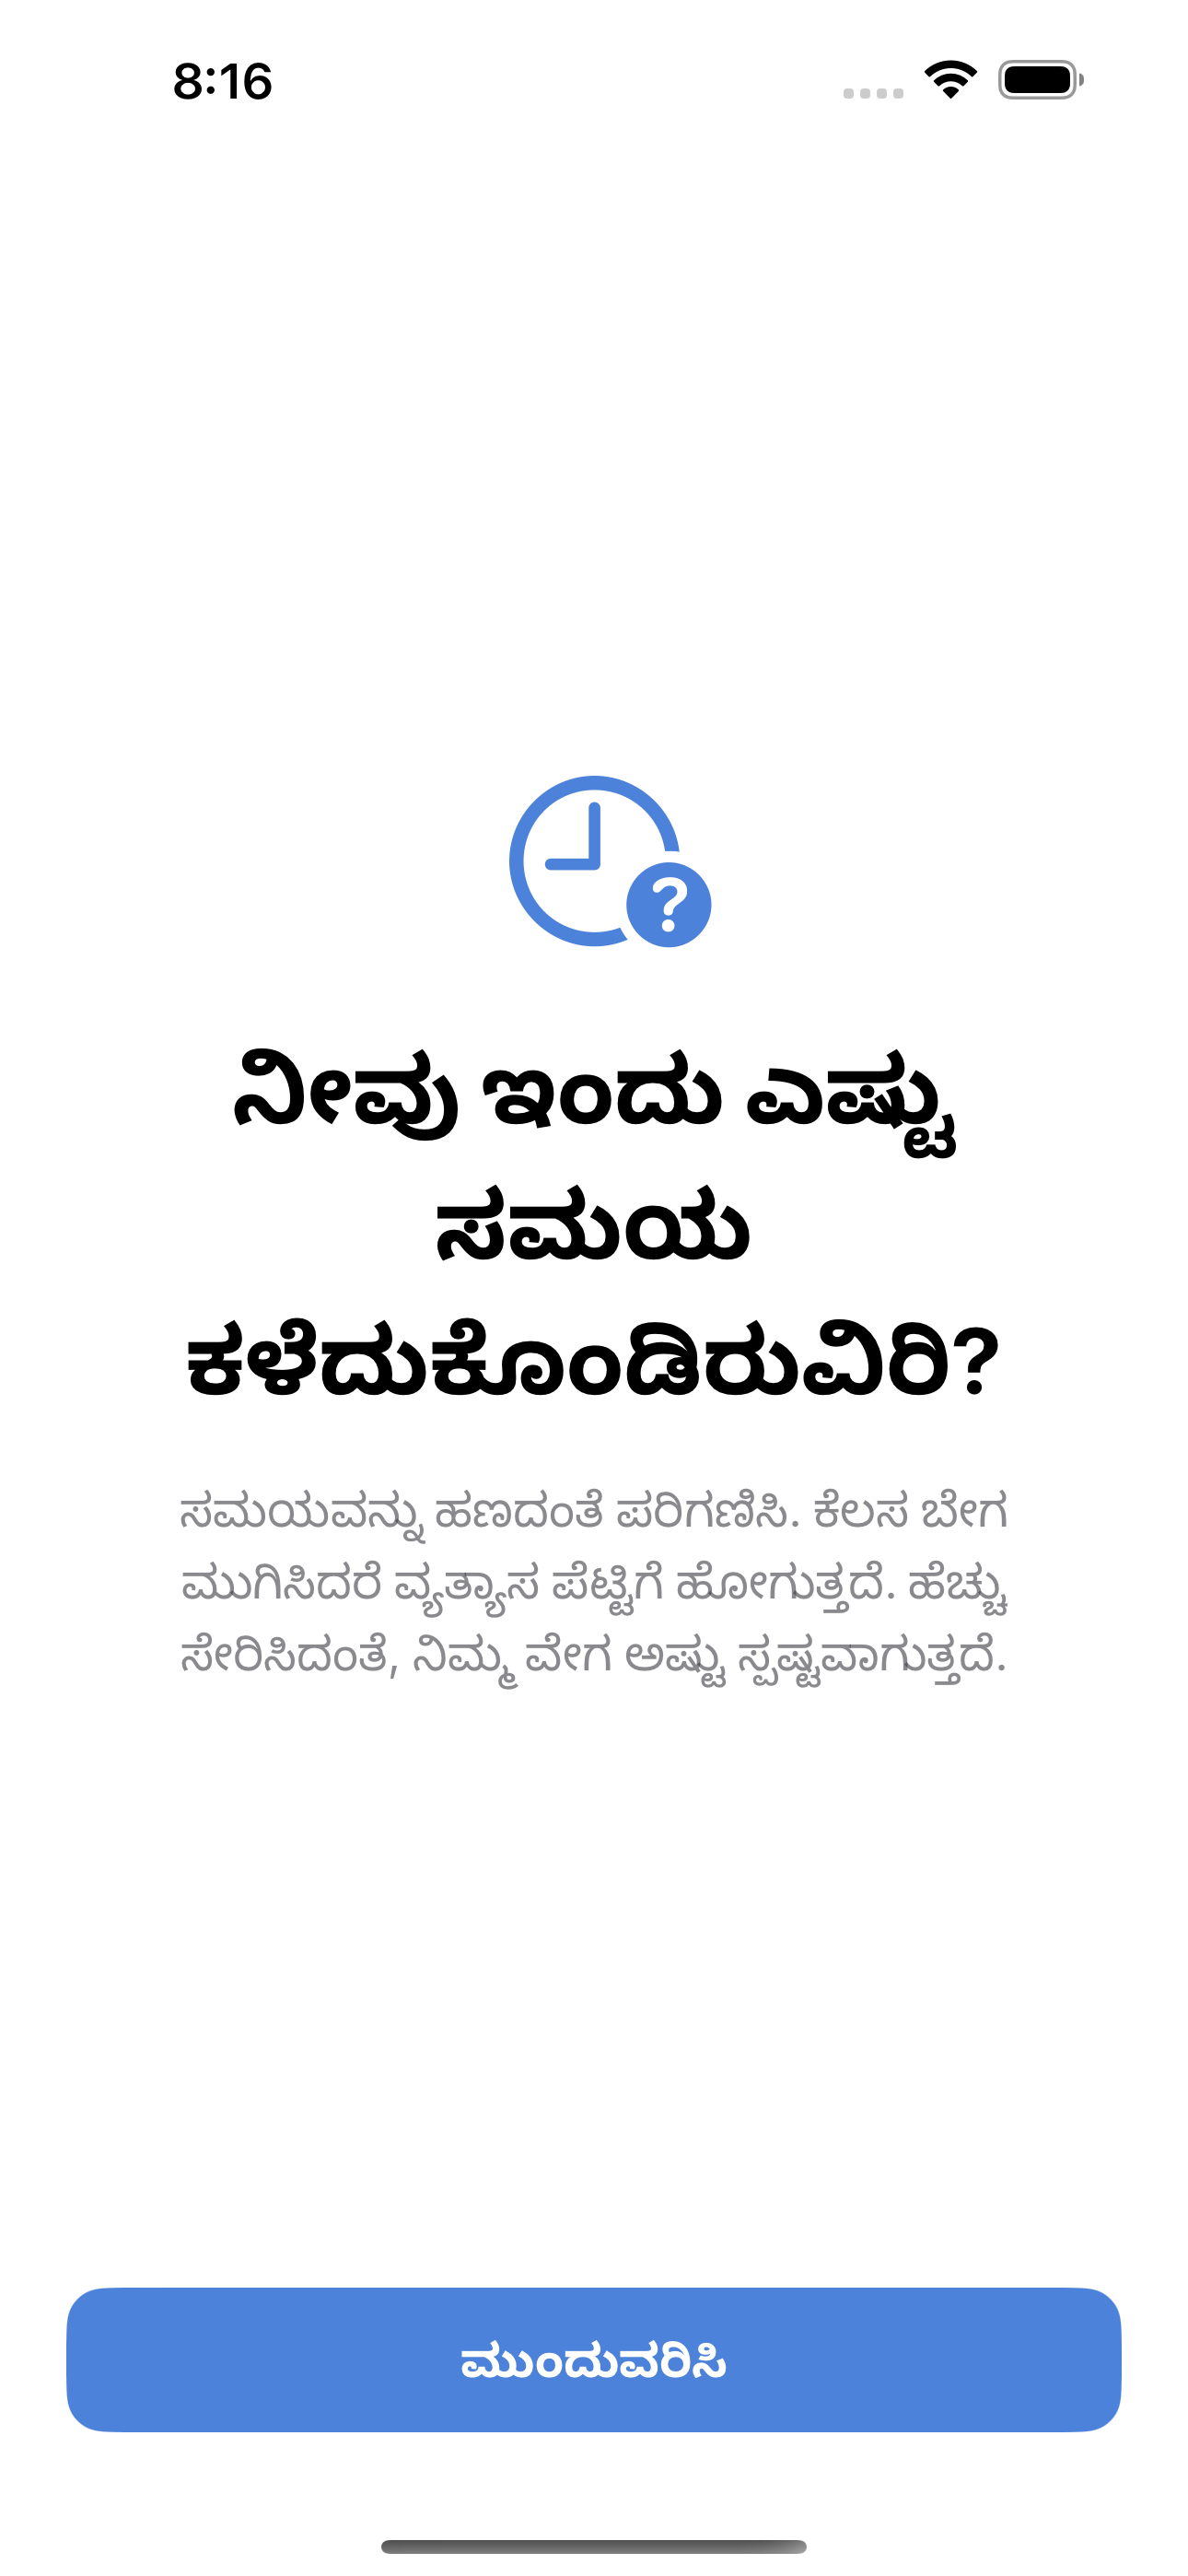 8:16
?
ನೀವು ಇಂದು ಎಷ್ಟು
ಸಮಯ
ಕಳೆದುಕೊಂಡಿರುವಿರಿ?
ಸಮಯವನ್ನು ಹಣದಂತೆ ಪರಿಗಣಿಸಿ. ಕೆಲಸ ಬೇಗ
ಮುಗಿಸಿದರೆ ವ್ಯತ್ಯಾಸ ಪೆಟ್ಟಿಗೆ ಹೋಗುತ್ತದೆ. ಹೆಚ್ಚು
ಸೇರಿಸಿದಂತೆ, ನಿಮ್ಮ ವೇಗ ಅಷ್ಟು ಸ್ಪಷ್ಟವಾಗುತ್ತದೆ.
ಮುಂದುವರಿಸಿ